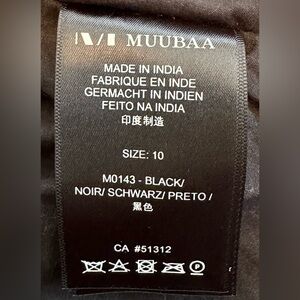 MUUBAA
MADE IN INDIA
FABRIQUE EN INDE
GERMACHT IN INDIEN
FEITO NA INDIA
印度制造
SIZE: 10
M0143 - BLACK/
NOIR/ SCHWARZ/ PRETO /
黑色
CA #51312